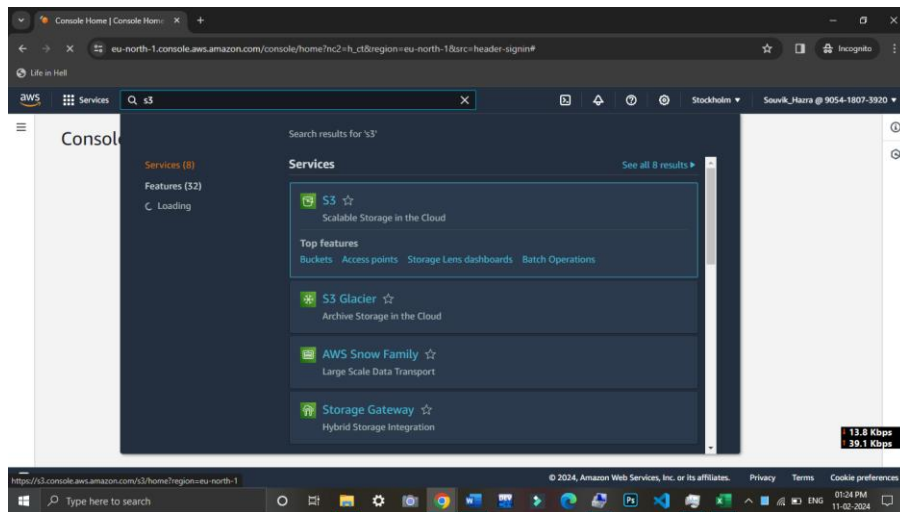 Console Home | Console Home
eu-north-1.console.aws.amazon.com/console/home?nc2=h_ct&region=eu-north-1&src=header-signin#
Incognito
Life in Hell
aws Services s3 Stockholm Souvik_Hazra @ 9054-1807-3920
Consol
Search results for 's3'
Services (8)
Features (32)
Loading
Services See all 8 results
S3
Scalable Storage in the Cloud
Top features
Buckets Access points Storage Lens dashboards Batch Operations
S3 Glacier
Archive Storage in the Cloud
AWS Snow Family
Large Scale Data Transport
Storage Gateway
Hybrid Storage Integration
13.8 Kbps
39.1 Kbps
https://s3.console.aws.amazon.com/s3/home?region=eu-north-1
© 2024, Amazon Web Services, Inc. or its affiliates. Privacy Terms Cookie preferences
Type here to search
Ps
ENG
01:24 PM
11-02-2024